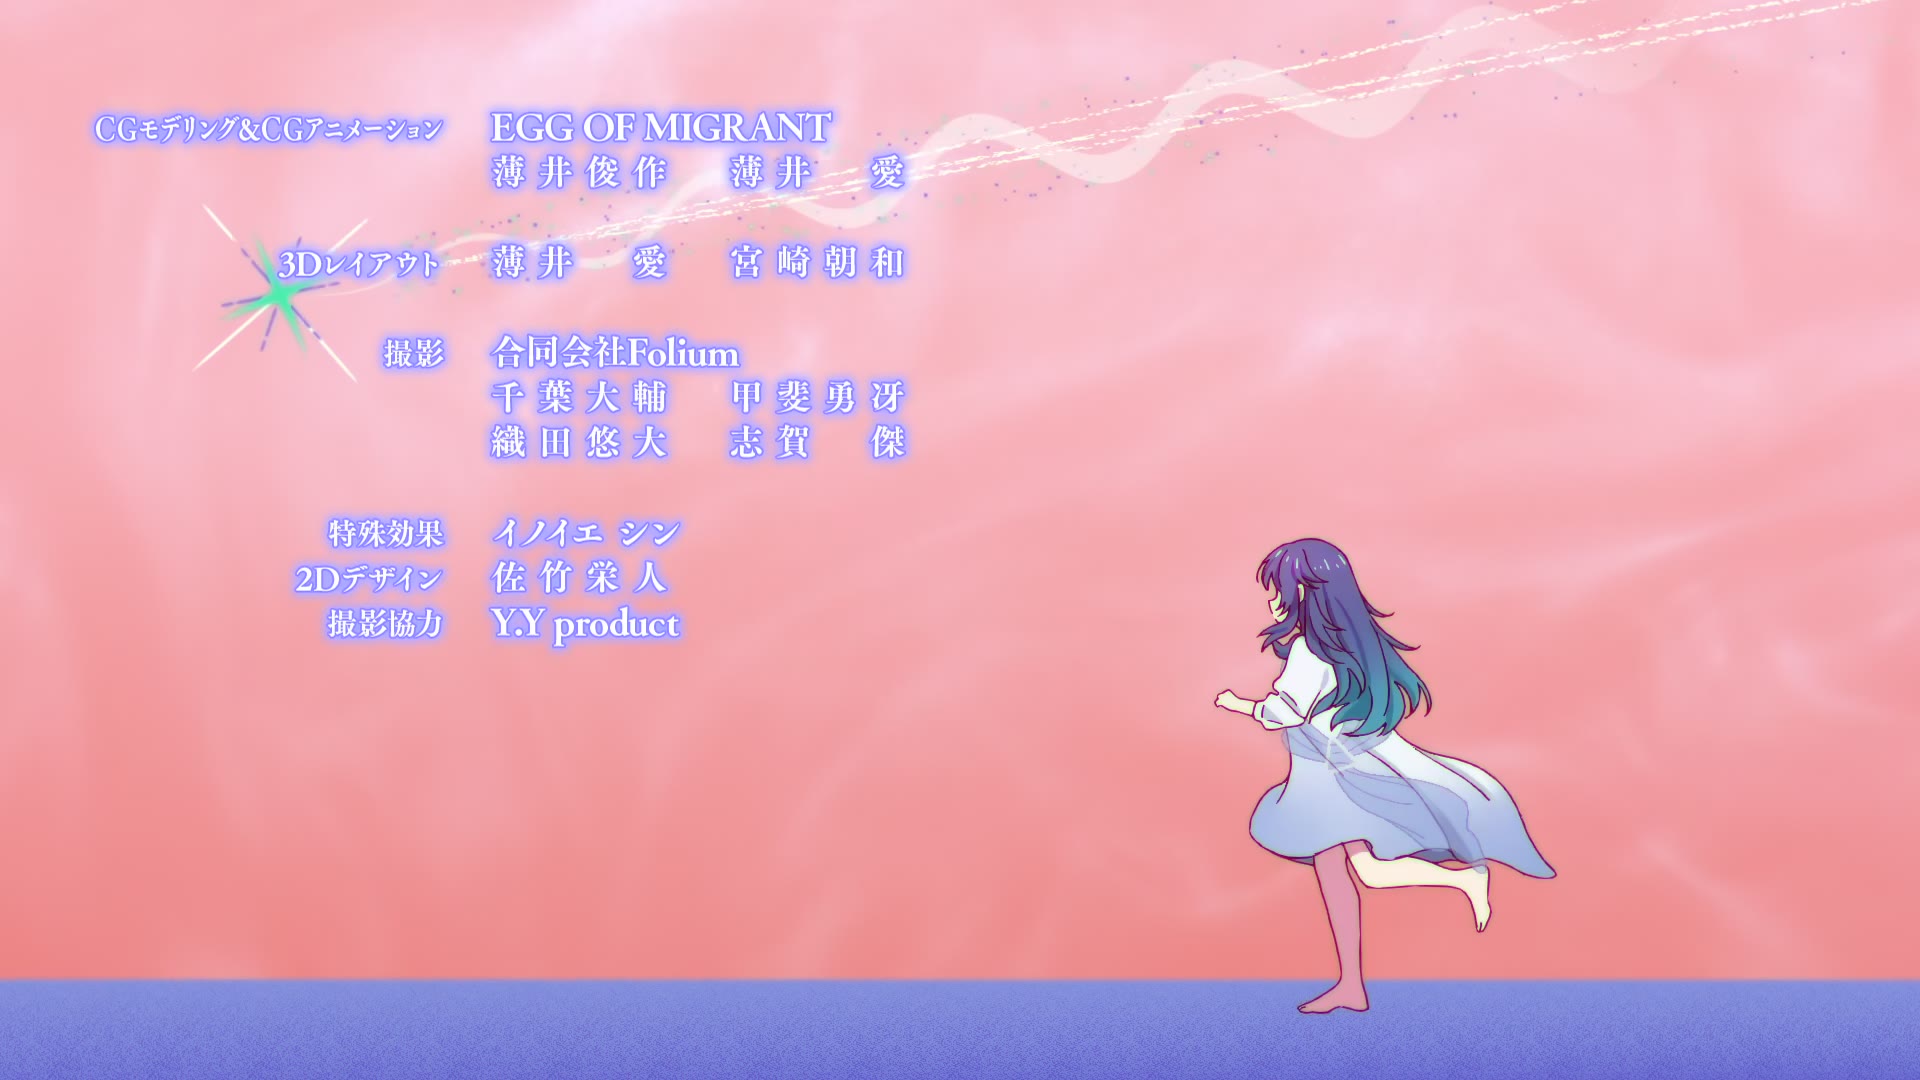 CGモデリング&CGアニメーション EGG OF MIGRANT
薄井俊作 薄井 愛
3Dレイアウト 薄井 愛 宮崎朝和
撮影 合同会社Folium
千葉大輔 甲斐勇冴
織田悠大 志賀 傑
特殊効果 イノイエ シン
2Dデザイン 佐竹栄人
撮影協力 Y.Y product